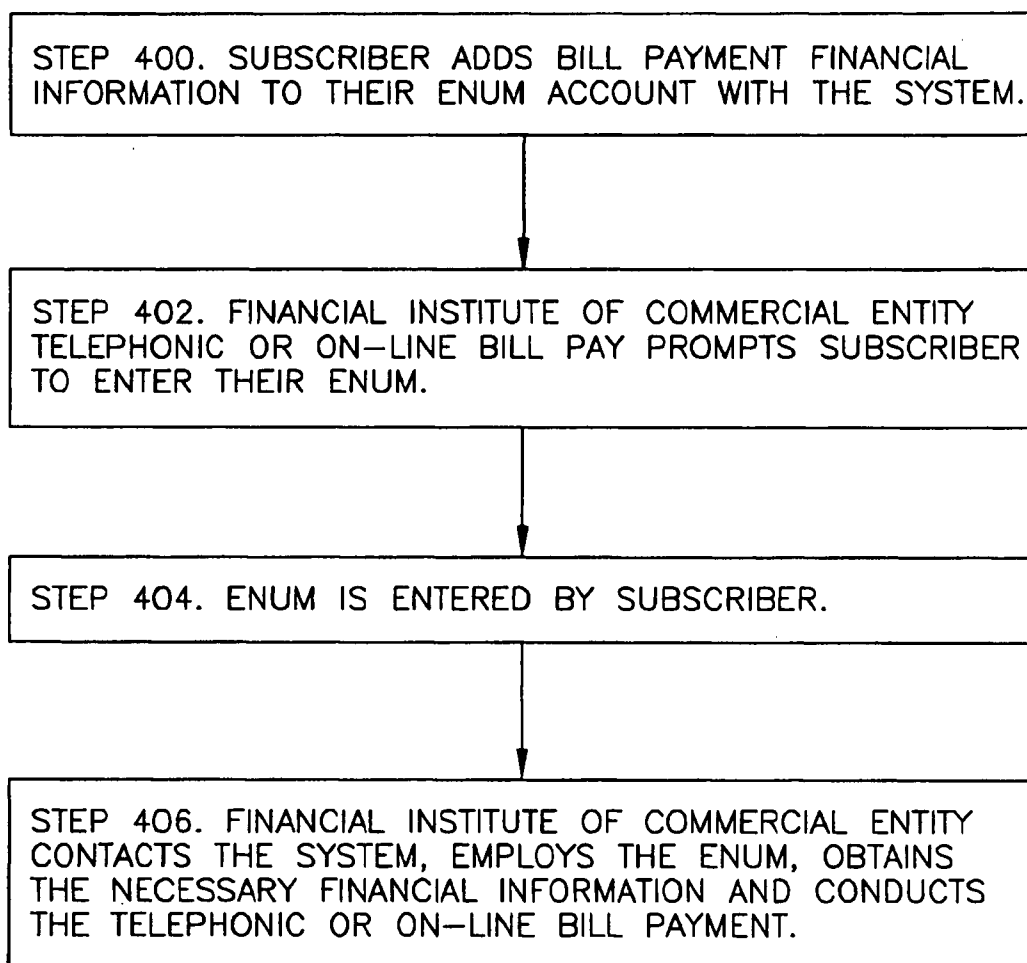 STEP 400. SUBSCRIBER ADDS BILL PAYMENT FINANCIAL
INFORMATION TO THEIR ENUM ACCOUNT WITH THE SYSTEM.
STEP 402. FINANCIAL INSTITUTE OF COMMERCIAL ENTITY
TELEPHONIC OR ON-LINE BILL PAY PROMPTS SUBSCRIBER
TO ENTER THEIR ENUM.
STEP 404. ENUM IS ENTERED BY SUBSCRIBER.
STEP 406. FINANCIAL INSTITUTE OF COMMERCIAL ENTITY
CONTACTS THE SYSTEM, EMPLOYS THE ENUM, OBTAINS
THE NECESSARY FINANCIAL INFORMATION AND CONDUCTS
THE TELEPHONIC OR ON-LINE BILL PAYMENT.